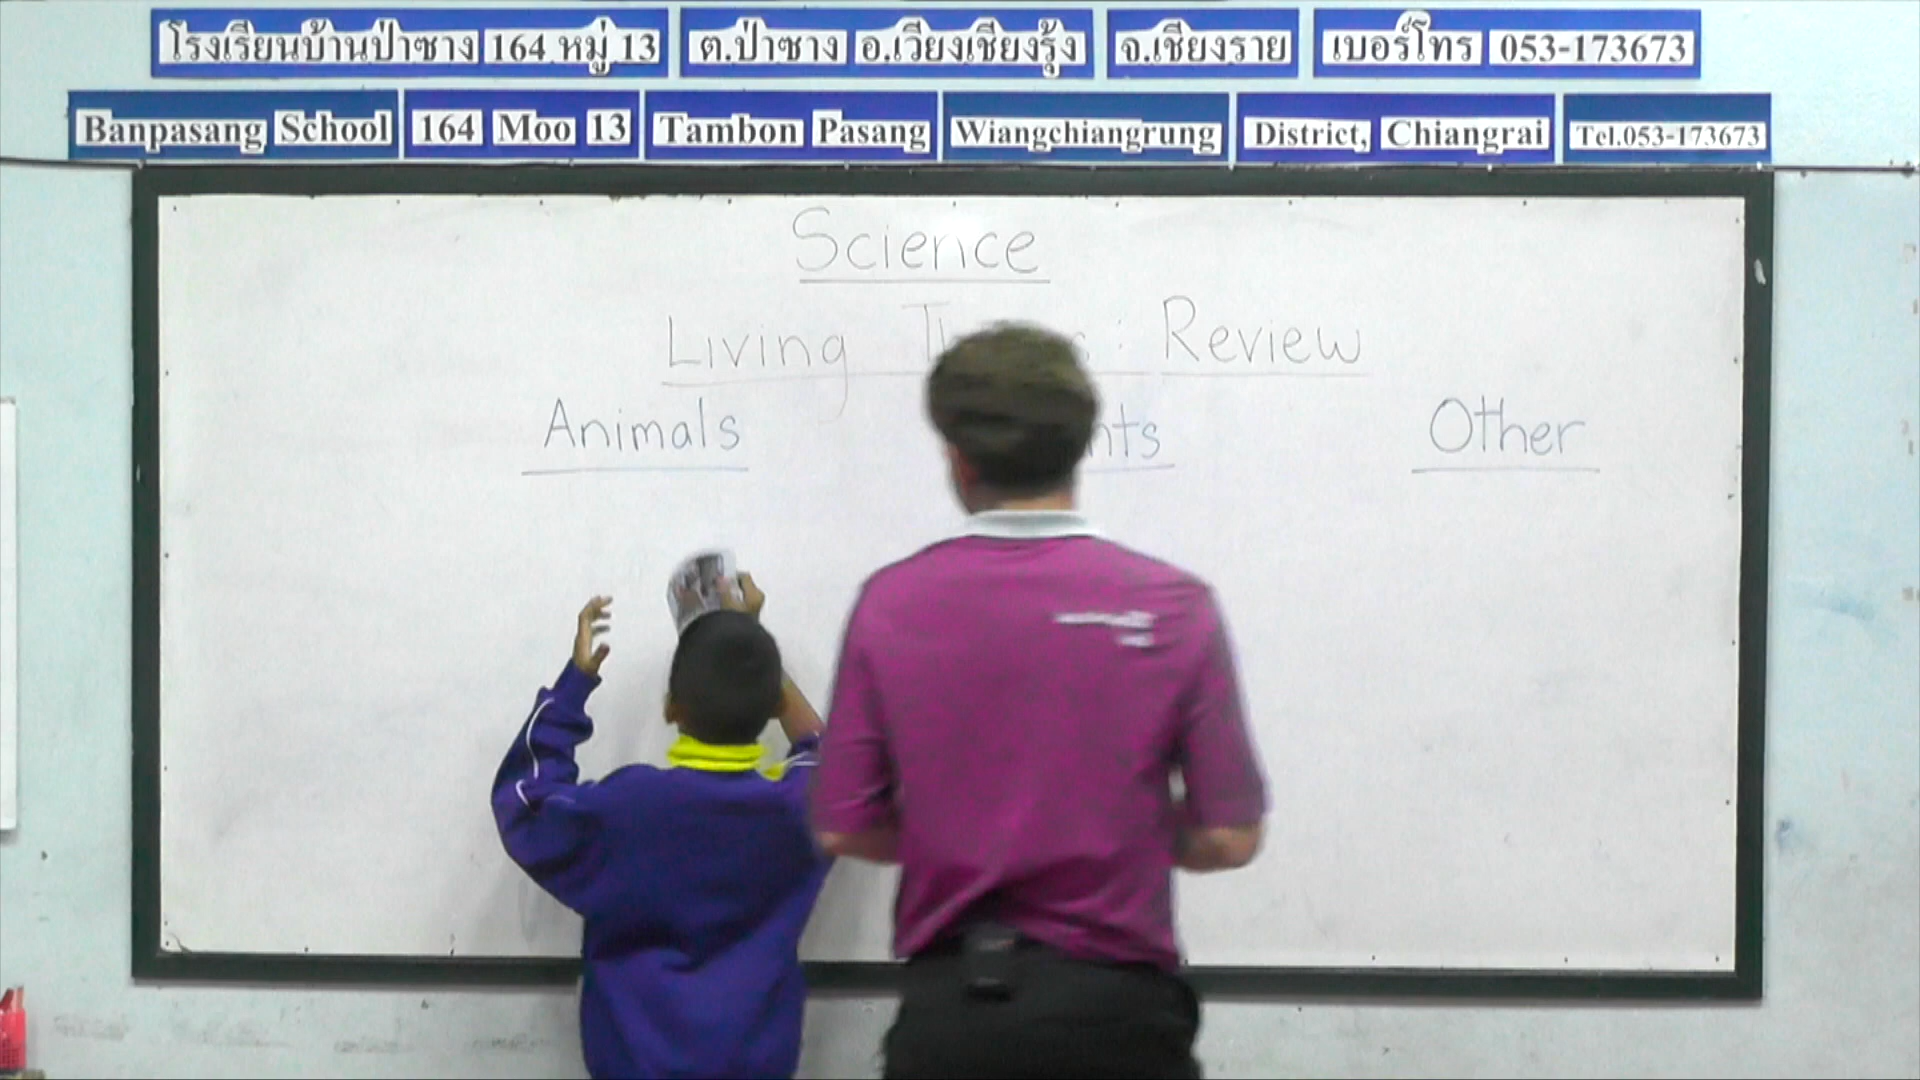 โรงเรียนบ้านป่าซาง 164 หมู่ 13 ต.ป่าซาง อ.เวียงเชียงรุ้ง จ.เชียงราย เบอร์โทร 053-173673
Banpasang School 164 Moo 13 Tambon Pasang Wiangchiangrung District, Chiangrai Tel.053-173673
Science
Living : Review
Animals Other